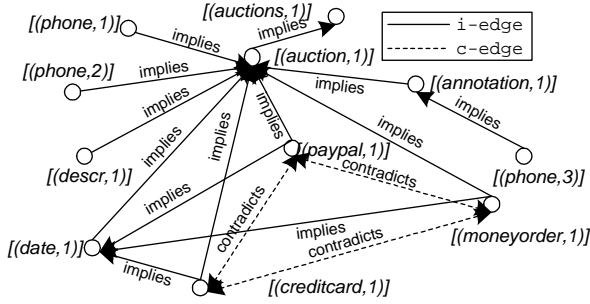 [(auctions,1)]
[(phone,1)]
implies
i-edge
c-edge
implies
[(auction,1)]
[(phone,2)]
implies
implies
[(annotation,1)]
implies
implies
implies
implies
implies
implies
[(paypal,1)]
contradicts
[(descr,1)]
[(phone,3)]
implies
contradicts
implies
contradicts
[(moneyorder,1)]
[(date,1)]
implies
[(creditcard,1)]